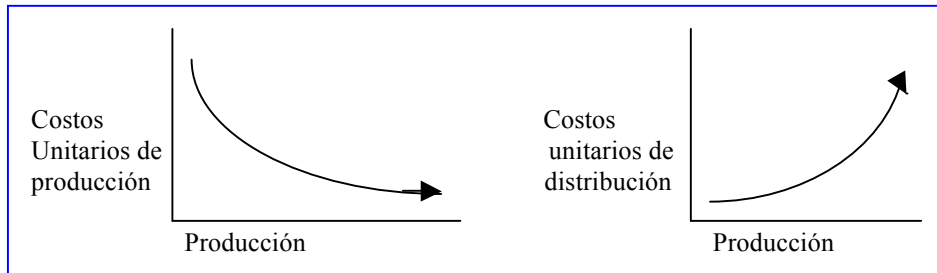 Costos
Unitarios de
producción
Producción
Costos
unitarios de
distribución
Producción